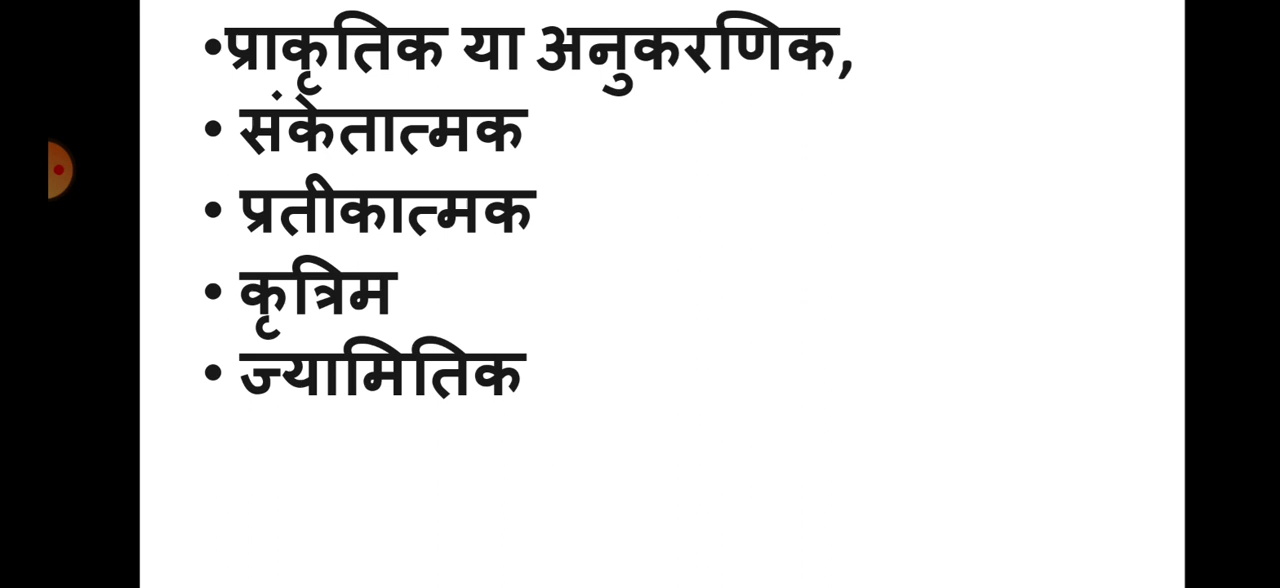 •प्राकृतिक या अनुकरणिक,
• संकेतात्मक
• प्रतीकात्मक
• कृत्रिम
• ज्यामितिक